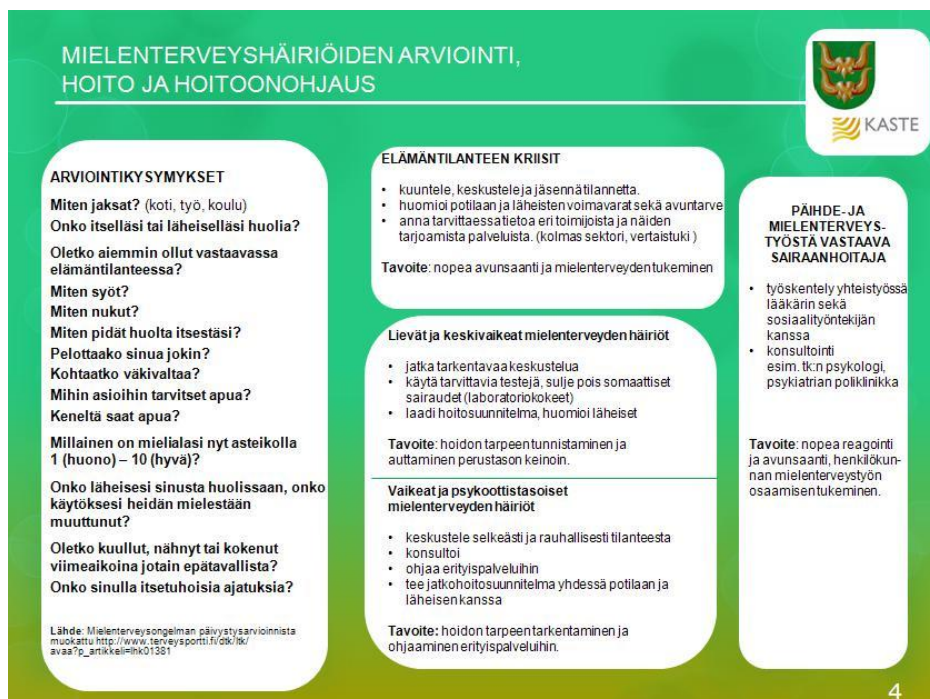 MIELENTERVEYSHÄIRIÖIDEN ARVIOINTI,
HOITO JA HOITOONOHJAUS
KASTE
ARVIOINTIKYSYMYKSET
Miten jaksat? (koti, työ, koulu)
Onko itselläsi tai läheiselläsi huolia?
Oletko aiemmin ollut vastaavassa
elämäntilanteessa?
Miten syöt?
Miten nukut?
Miten pidät huolta itsestäsi?
Pelottaako sinua jokin?
Kohtaatko väkivaltaa?
Mihin asioihin tarvitset apua?
Keneltä saat apua?
Millainen on mielialasi nyt asteikolla
1 (huono) – 10 (hyvä)?
Onko läheisesi sinusta huolissaan, onko
käytöksesi heidän mielestään
muuttunut?
Oletko kuullut, nähnyt tai kokenut
viimeaikoina jotain epätavallista?
Onko sinulla itsetuhoisia ajatuksia?
Lähde: Mielenterveysongelman päivystysarvioinnista
muokattu http://www.terveysportti.fi/dtk/ltk/
avaa?p_artikkeli=lhk01381
ELÄMÄNTILANTEEN KRIISIT
• kuuntele, keskustele ja jäsennä tilannetta.
• huomioi potilaan ja läheisten voimavarat sekä avuntarve
• anna tarvittaessa tietoa eri toimijoista ja näiden
tarjoamista palveluista. (kolmas sektori, vertaistuki )
Tavoite: nopea avunsaanti ja mielenterveyden tukeminen
Lievät ja keskivaikeat mielenterveyden häiriöt
• jatka tarkentavaa keskustelua
• käytä tarvittavia testejä, sulje pois somaattiset
sairaudet (laboratoriokokeet)
• laadi hoitosuunnitelma, huomioi läheiset
Tavoite: hoidon tarpeen tunnistaminen ja
auttaminen perustason keinoin.
Vaikeat ja psykoottistasoiset
mielenterveyden häiriöt
• keskustele selkeästi ja rauhallisesti tilanteesta
• konsultoi
• ohjaa erityispalveluihin
• tee jatkohoitosuunnitelma yhdessä potilaan ja
läheisen kanssa
Tavoite: hoidon tarpeen tarkentaminen ja
ohjaaminen erityispalveluihin.
PÄIHDE- JA
MIELENTERVEYS-
TYÖSTÄ VASTAAVA
SAIRAANHOITAJA
• työskentely yhteistyössä
lääkärin sekä
sosiaalityöntekijän
kanssa
• konsultointi
esim. tk:n psykologi,
psykiatrian poliklinikka
Tavoite: nopea reagointi
ja avunsaanti, henkilökun-
nan mielenterveystyön
osaamisen tukeminen.
4